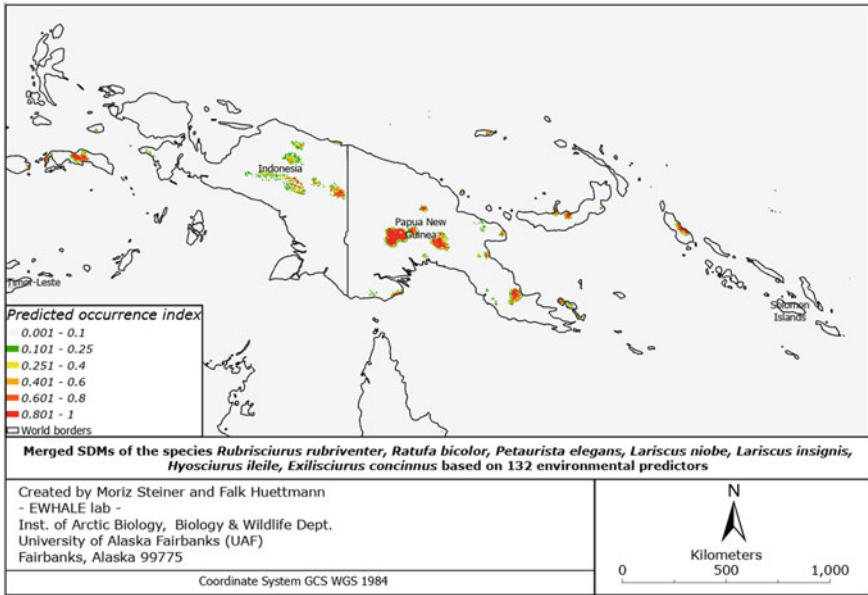 Indonesia
Papua New
Guinea
Timor-Leste
Solomon
Islands
Predicted occurrence index
0.001 - 0.1
0.101 - 0.25
0.251 - 0.4
0.401 - 0.6
0.601 - 0.8
0.801 - 1
World borders
Merged SDMs of the species Rubrisciurus rubriventer, Ratufa bicolor, Petaurista elegans, Lariscus niobe, Lariscus insignis,
Hyosciurus ileile, Exilisciurus concinnus based on 132 environmental predictors
Created by Moriz Steiner and Falk Huettmann
- EWHALE lab -
Inst. of Arctic Biology, Biology & Wildlife Dept.
University of Alaska Fairbanks (UAF)
Fairbanks, Alaska 99775
Coordinate System GCS WGS 1984
N
Kilometers
0 500 1,000